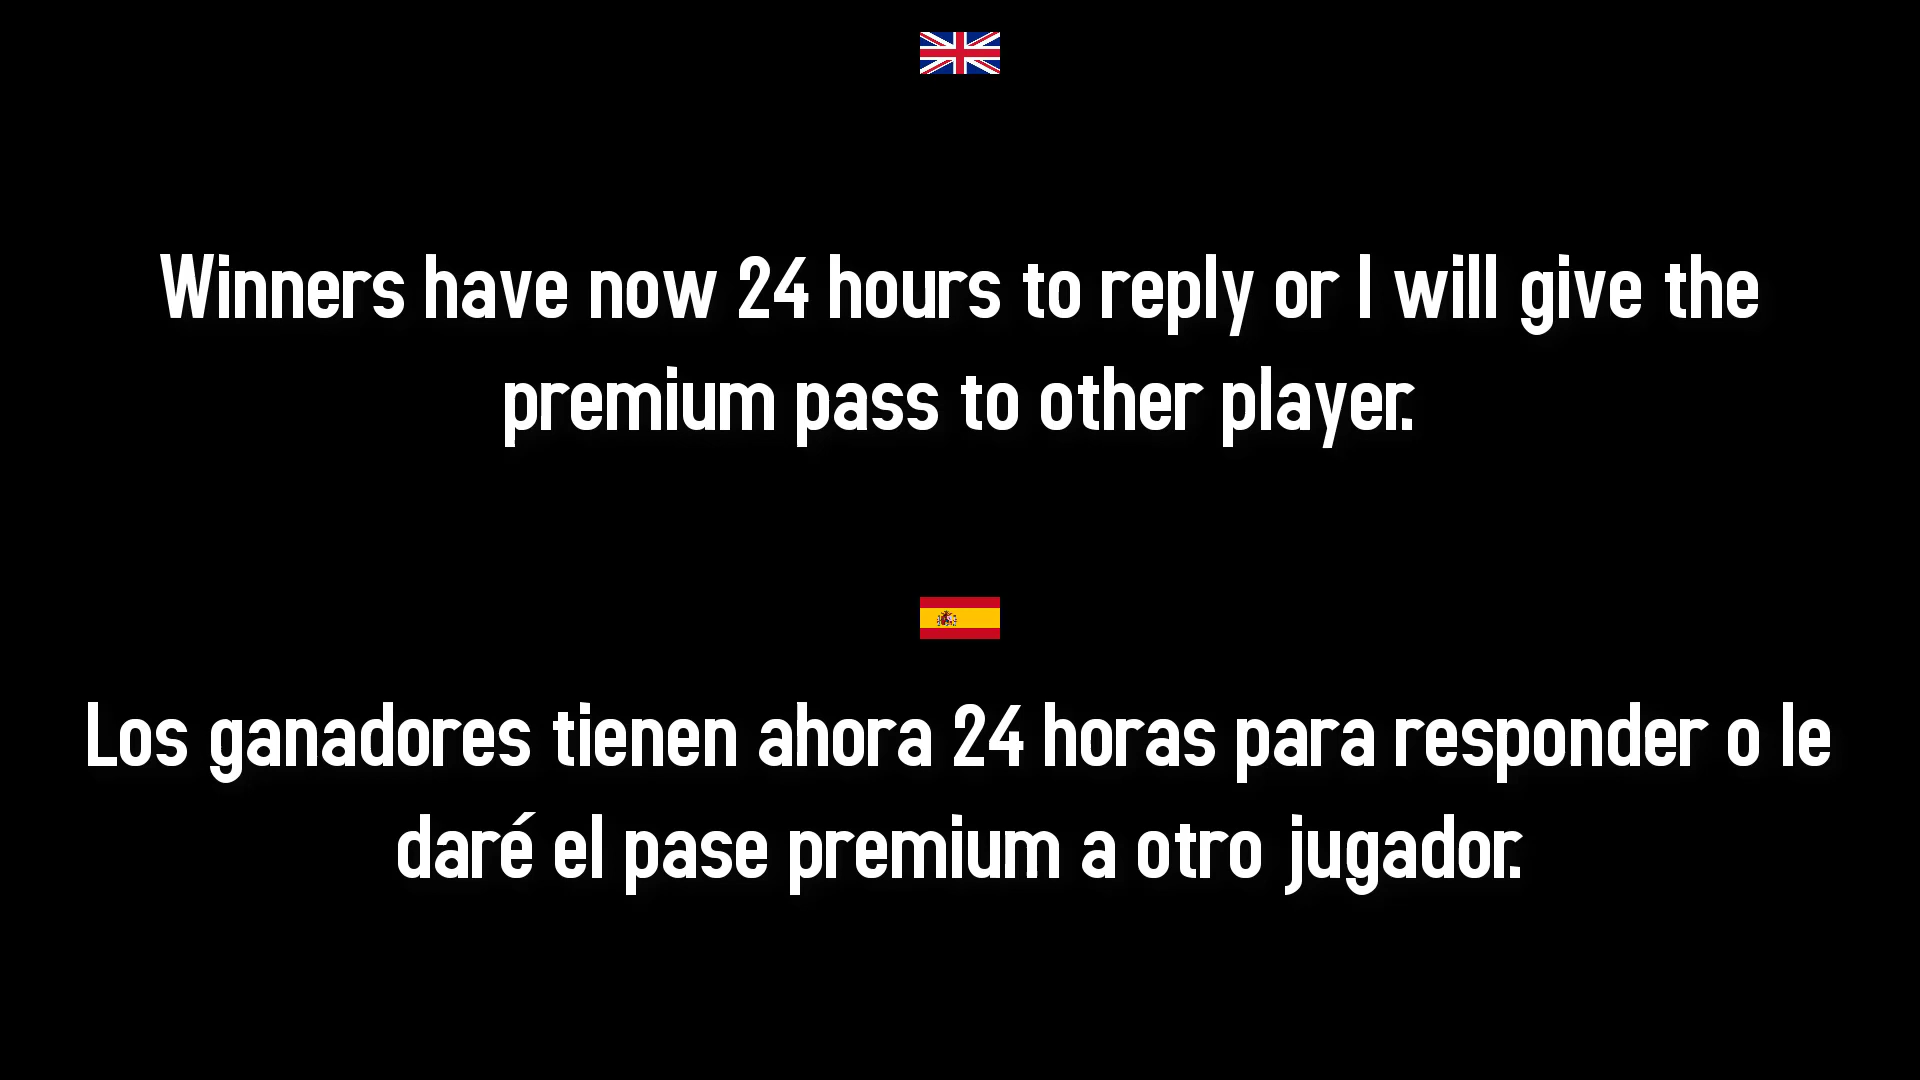 Winners have now 24 hours to reply or I will give the
premium pass to other player.
Los ganadores tienen ahora 24 horas para responder o le
daré el pase premium a otro jugador.